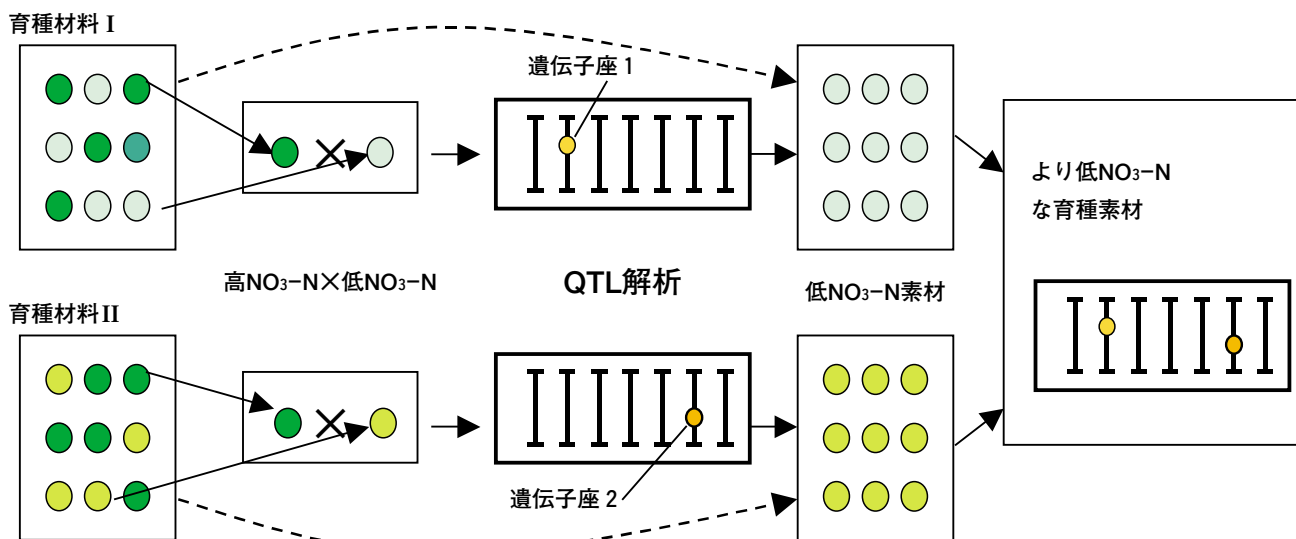 育種材料 I
遺伝子座 1
高NO₃-N×低NO₃-N
QTL解析
低NO₃-N素材
より低NO₃-N
な育種素材
育種材料II
遺伝子座 2